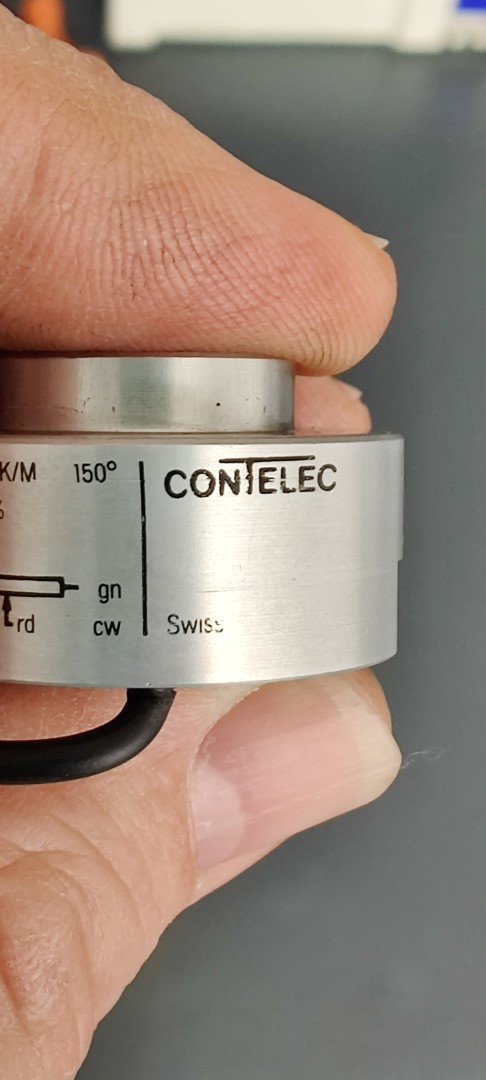 K/M 150°
%
gn
rd cw
CONTELEC
Swiss